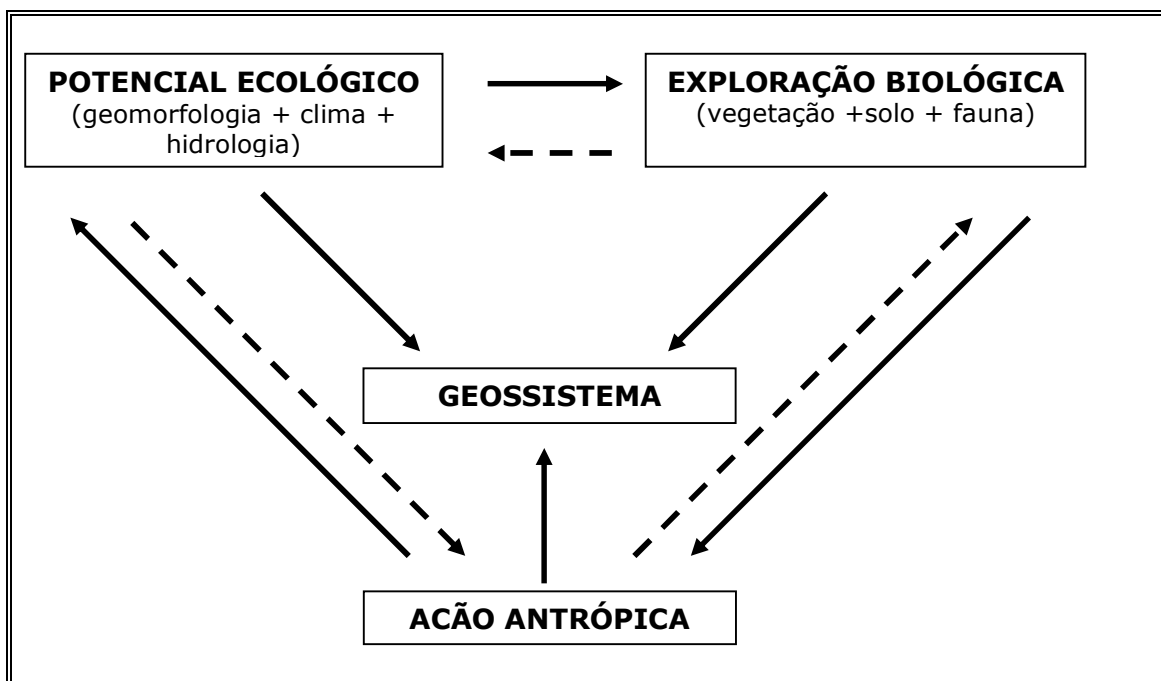 POTENCIAL ECOLÓGICO
(geomorfologia + clima +
hidrologia)
EXPLORAÇÃO BIOLÓGICA
(vegetação +solo + fauna)
GEOSSISTEMA
ACÃO ANTRÓPICA